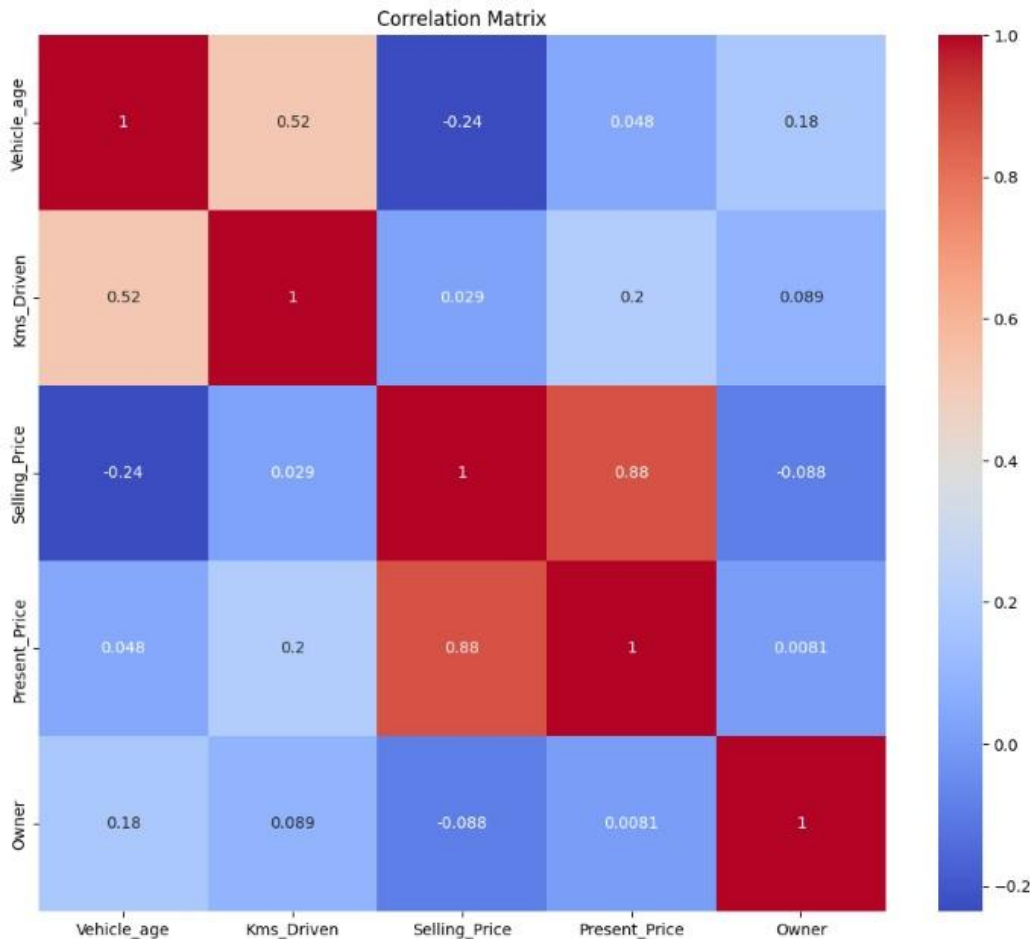 Correlation Matrix
Vehicle_age 1 0.52 -0.24 0.048 0.18
Kms_Driven 0.52 1 0.029 0.2 0.089
Selling_Price -0.24 0.029 1 0.88 -0.088
Present_Price 0.048 0.2 0.88 1 0.0081
Owner 0.18 0.089 -0.088 0.0081 1
Vehicle_age Kms_Driven Selling_Price Present_Price Owner
1.0
0.8
0.6
0.4
0.2
0.0
−0.2